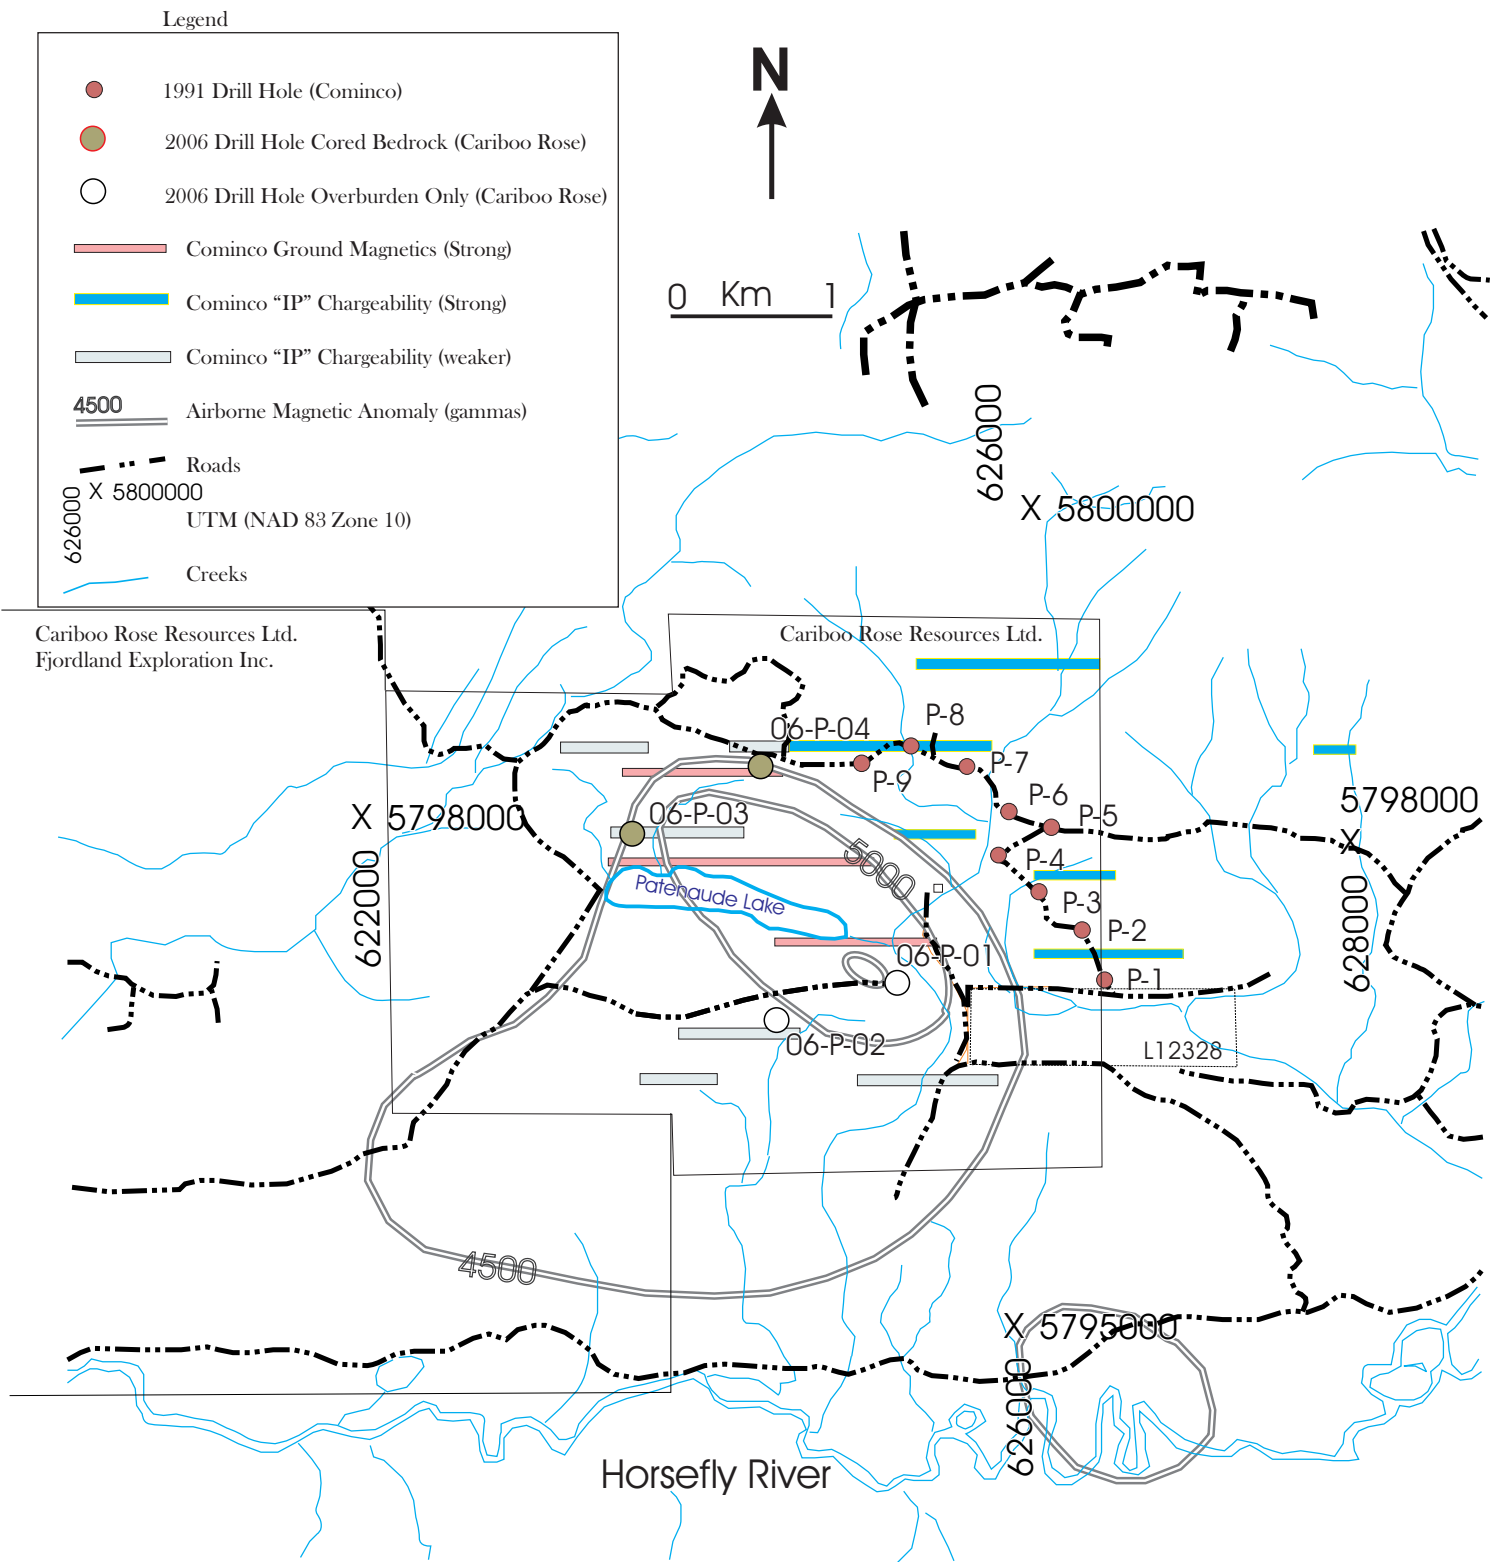 Legend
1991 Drill Hole (Cominco)
2006 Drill Hole Cored Bedrock (Cariboo Rose)
2006 Drill Hole Overburden Only (Cariboo Rose)
Cominco Ground Magnetics (Strong)
Cominco “IP” Chargeability (Strong)
Cominco “IP” Chargeability (weaker)
4500
Airborne Magnetic Anomaly (gammas)
Roads
X 5800000
626000
UTM (NAD 83 Zone 10)
Creeks
N
0 Km 1
626000
X 5800000
Cariboo Rose Resources Ltd.
Fjordland Exploration Inc.
Cariboo Rose Resources Ltd.
06-P-04
P-8
P-9
P-7
P-6
P-5
06-P-03
X 5798000
5798000
X
622000
5000
P-4
Patenaude Lake
P-3
P-2
628000
06-P-01
P-1
06-P-02
L12328
4500
X 5795000
626000
Horsefly River